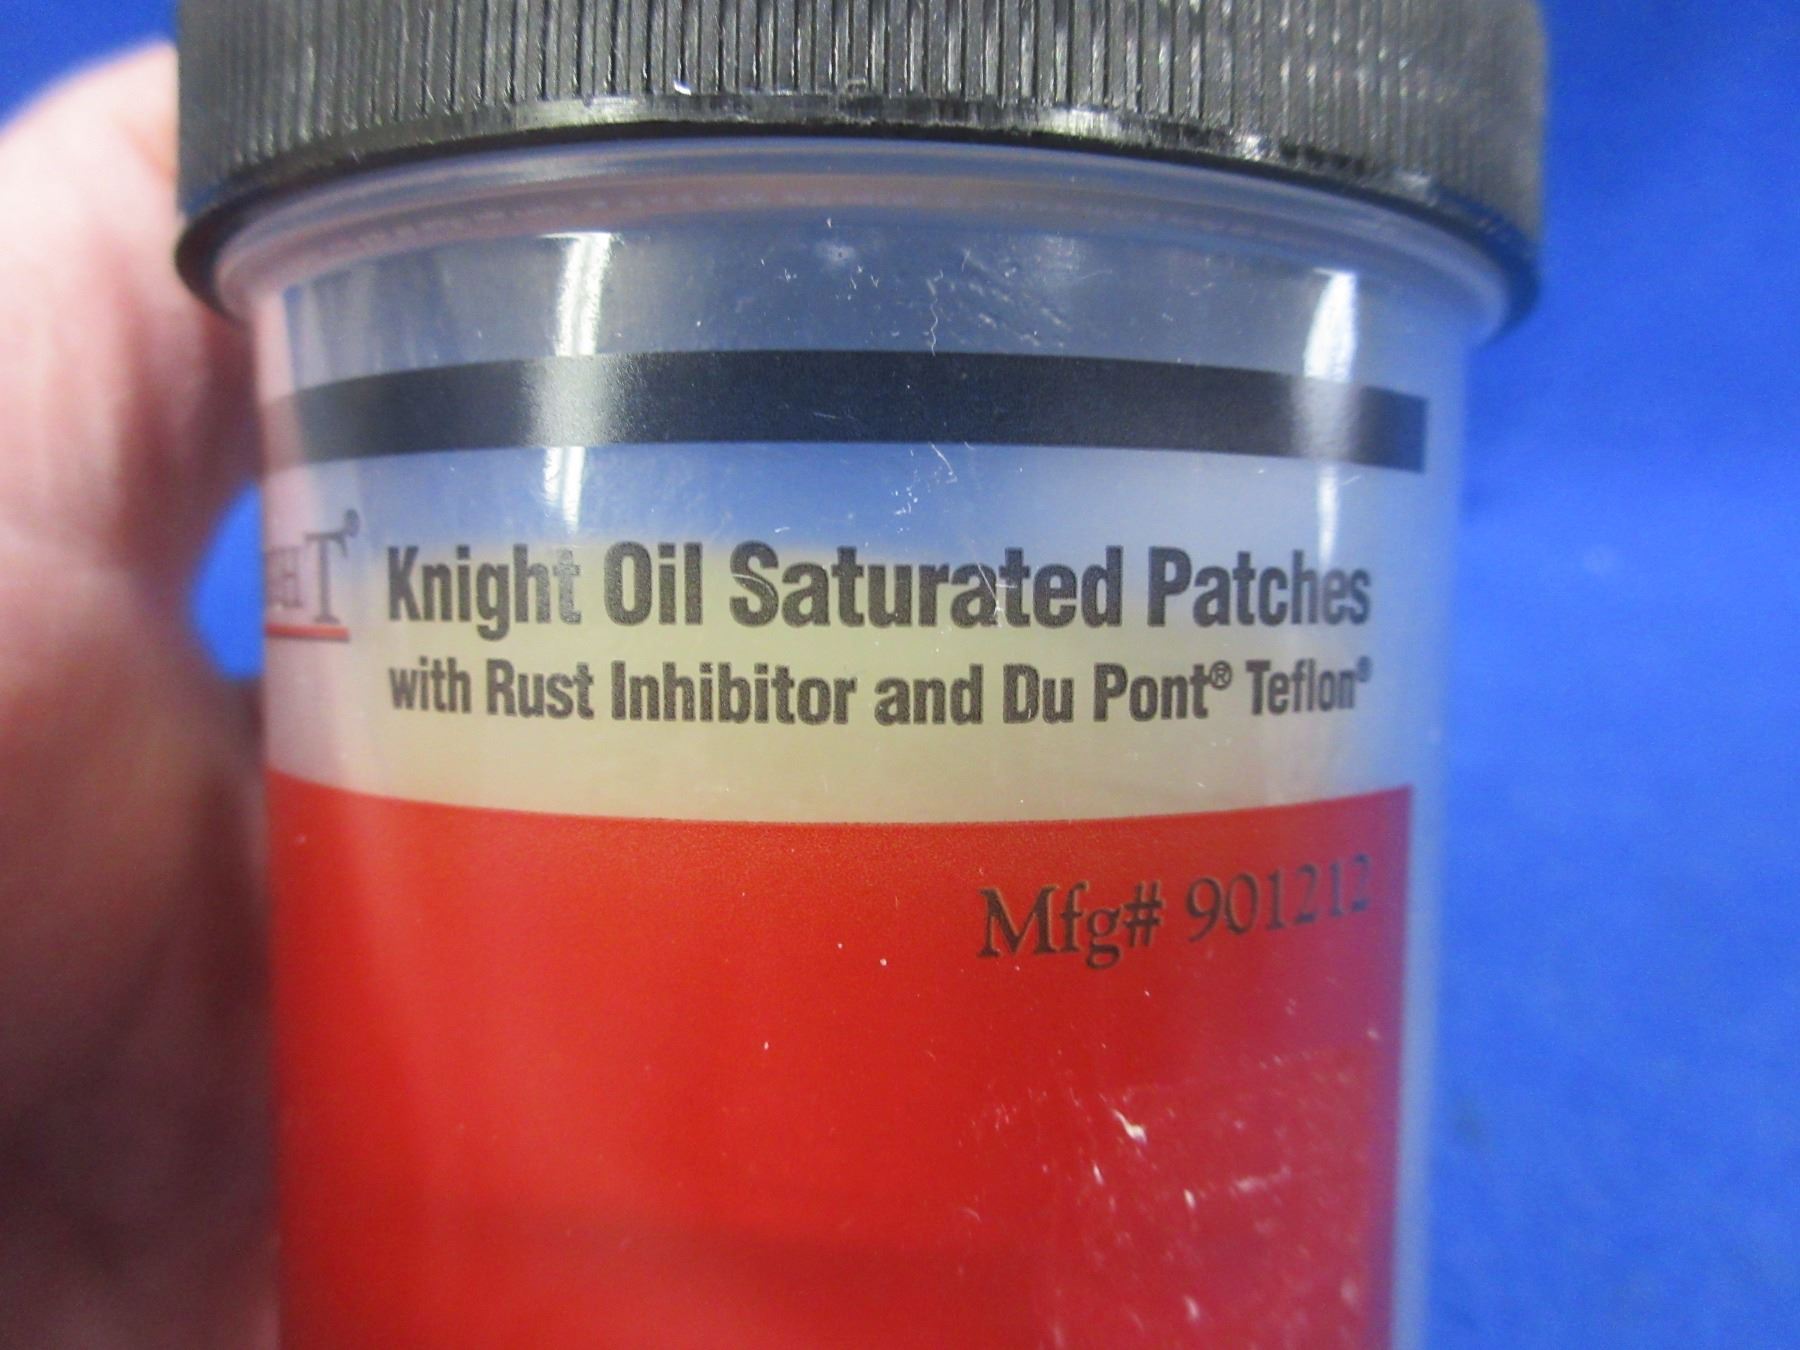 Knight Oil Saturated Patches
with Rust Inhibitor and Du Pont® Teflon®
Mfg# 901212